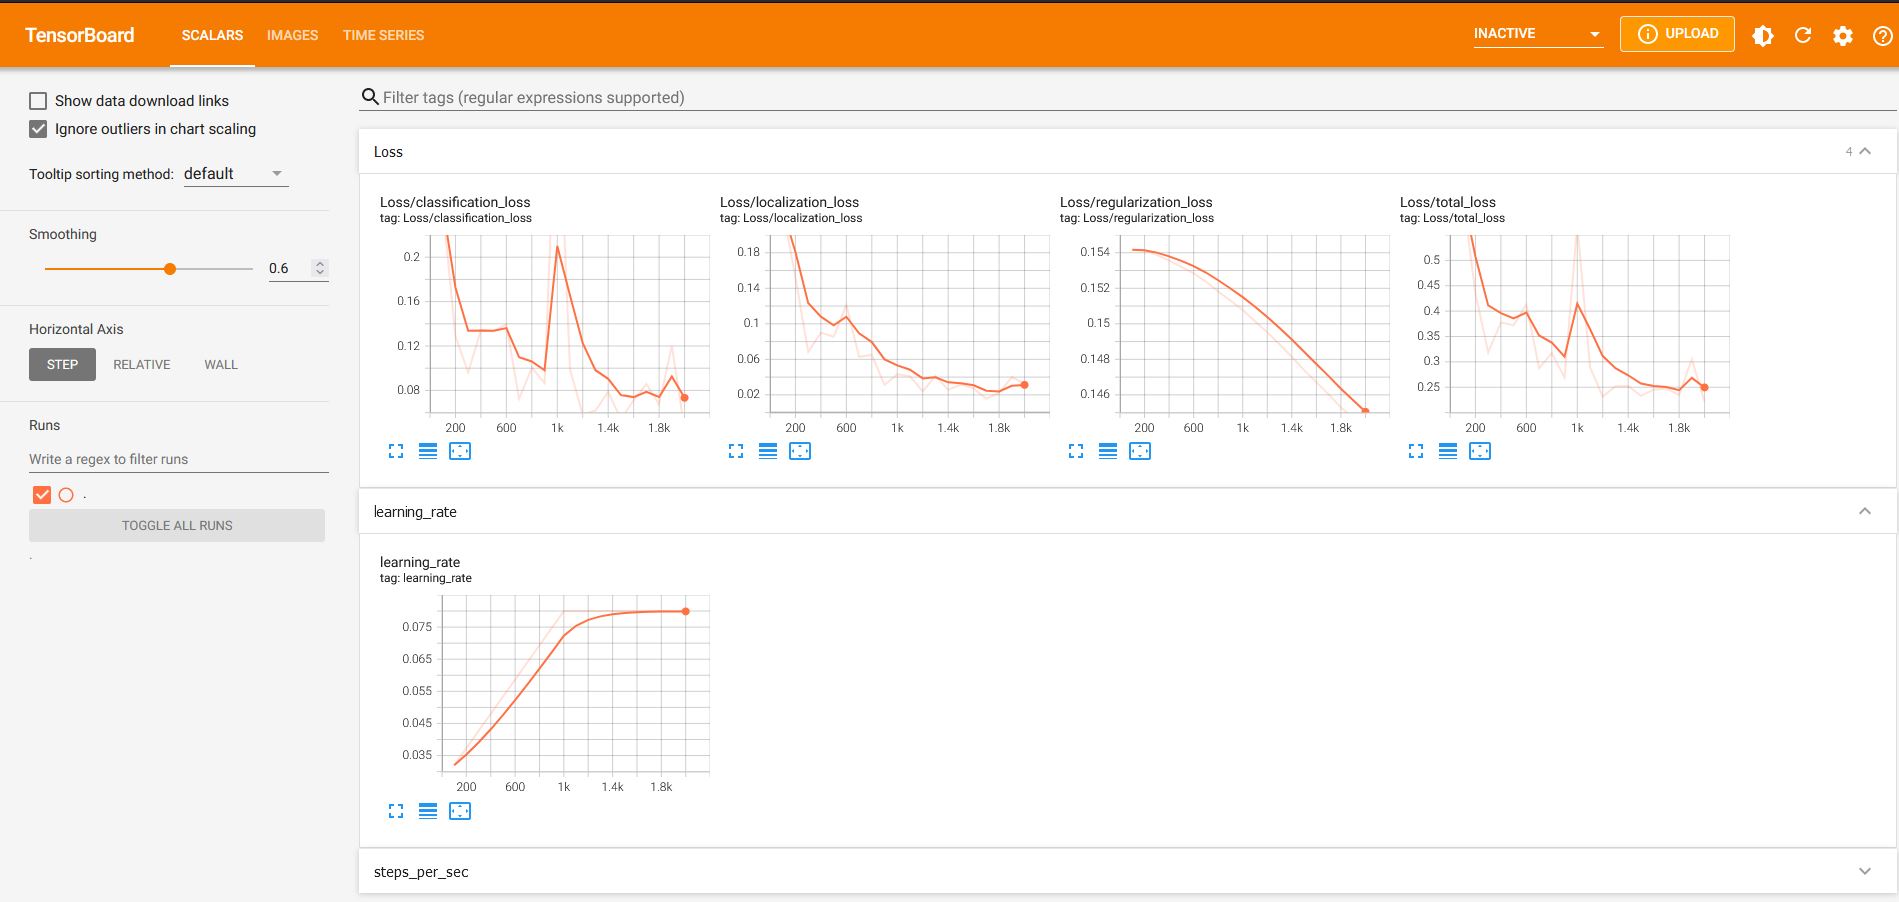 TensorBoard SCALARS IMAGES TIME SERIES INACTIVE UPLOAD
Show data download links
Ignore outliers in chart scaling
Tooltip sorting method: default
Smoothing
0.6
Horizontal Axis
STEP RELATIVE WALL
Runs
Write a regex to filter runs
.
TOGGLE ALL RUNS
.
Filter tags (regular expressions supported)
Loss 4
Loss/classification_loss
tag: Loss/classification_loss
0.2
0.16
0.12
0.08
200 600 1k 1.4k 1.8k
Loss/localization_loss
tag: Loss/localization_loss
0.18
0.14
0.1
0.06
0.02
200 600 1k 1.4k 1.8k
Loss/regularization_loss
tag: Loss/regularization_loss
0.154
0.152
0.15
0.148
0.146
200 600 1k 1.4k 1.8k
Loss/total_loss
tag: Loss/total_loss
0.5
0.45
0.4
0.35
0.3
0.25
200 600 1k 1.4k 1.8k
learning_rate
learning_rate
tag: learning_rate
0.075
0.065
0.055
0.045
0.035
200 600 1k 1.4k 1.8k
steps_per_sec